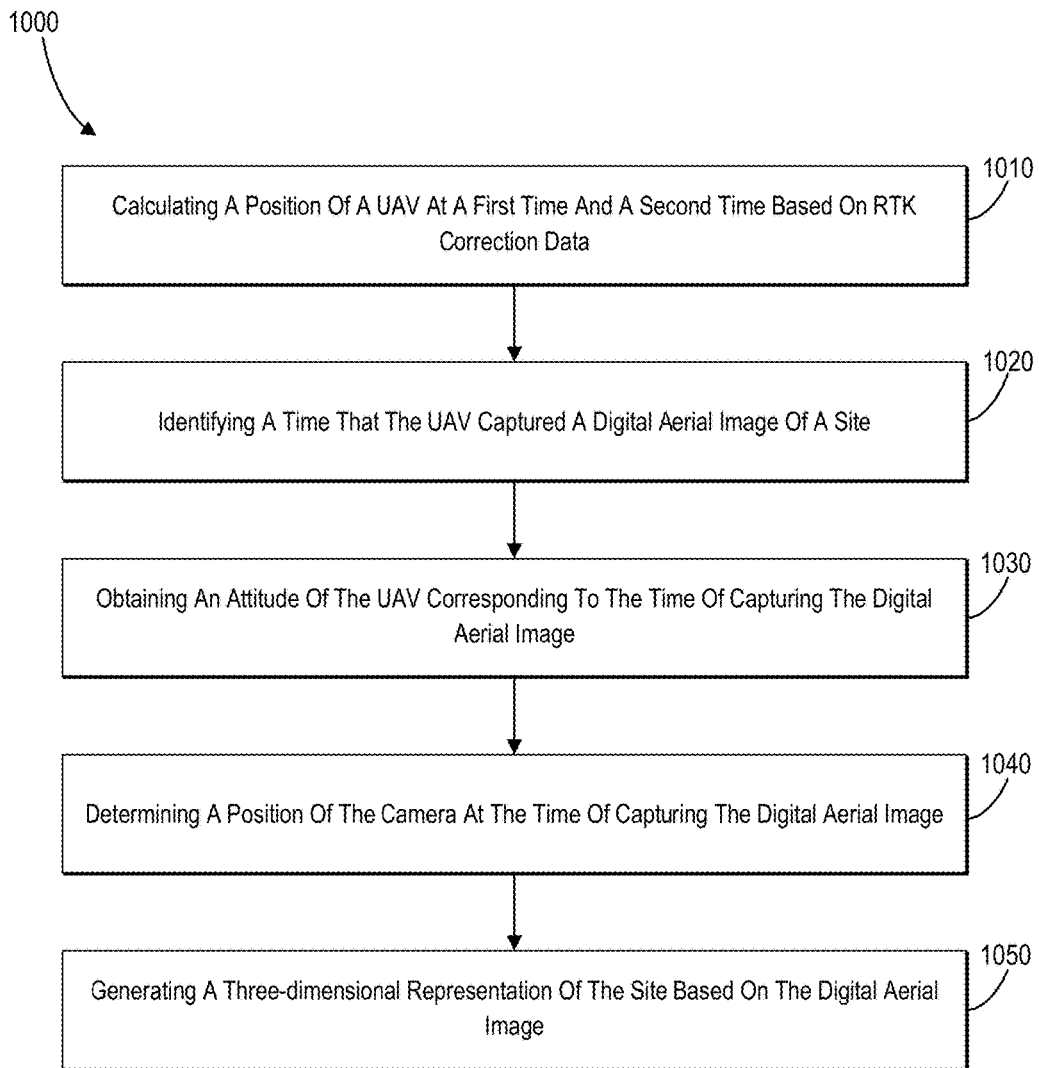 1000
1010
Calculating A Position Of A UAV At A First Time And A Second Time Based On RTK
Correction Data
1020
Identifying A Time That The UAV Captured A Digital Aerial Image Of A Site
1030
Obtaining An Attitude Of The UAV Corresponding To The Time Of Capturing The Digital
Aerial Image
1040
Determining A Position Of The Camera At The Time Of Capturing The Digital Aerial Image
1050
Generating A Three-dimensional Representation Of The Site Based On The Digital Aerial
Image